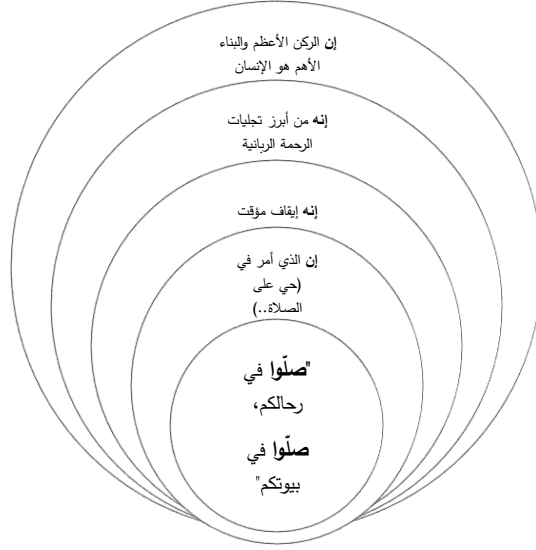 إن الركن الأعظم والبناء
الأهم هو الإنسان
إنه من أبرز تجليات
الرحمة الربانية
إنه إيقاف مؤقت
إن الذي أمر في
(حي على
الصلاة..)
"صلّوا في
رحالكم،
صلّوا في
بيوتكم"